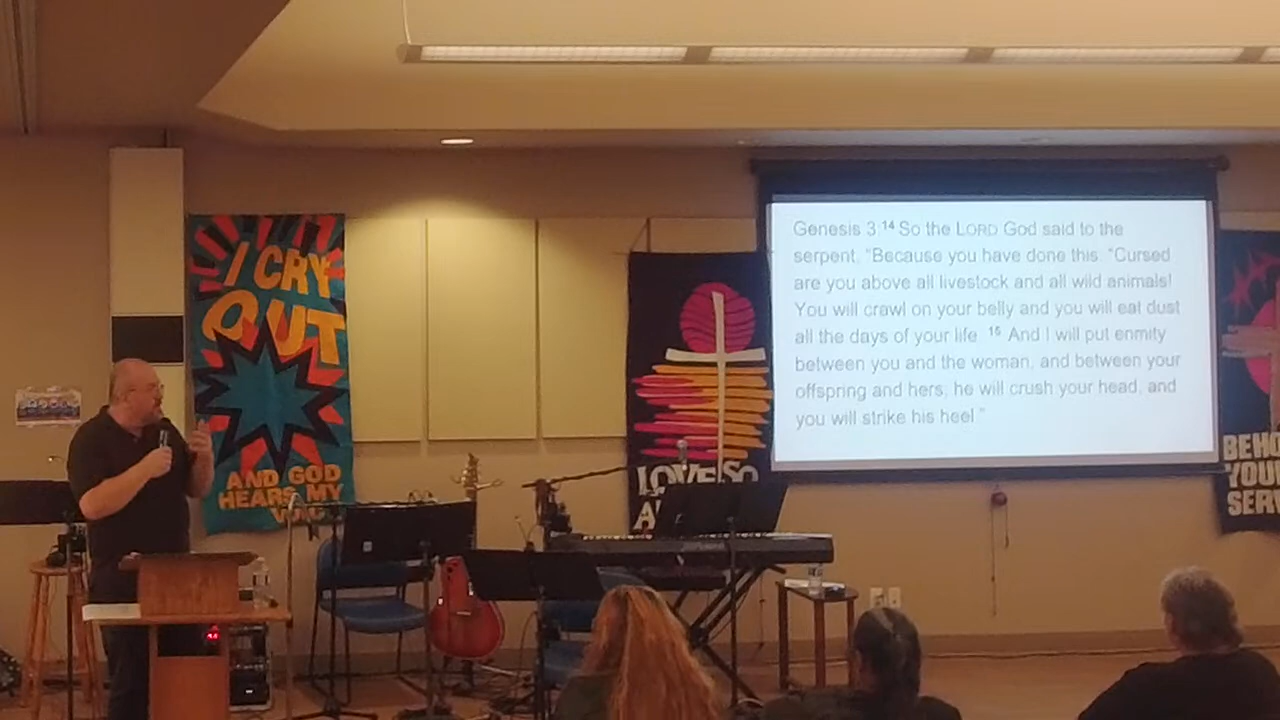 I CRY
OUT
AND GOD
HEARS MY
LOVE SO
Genesis 3:14 So the LORD God said to the
serpent, "Because you have done this, "Cursed
are you above all livestock and all wild animals!
You will crawl on your belly and you will eat dust
all the days of your life. 15 And I will put enmity
between you and the woman, and between your
offspring and hers; he will crush your head, and
you will strike his heel."